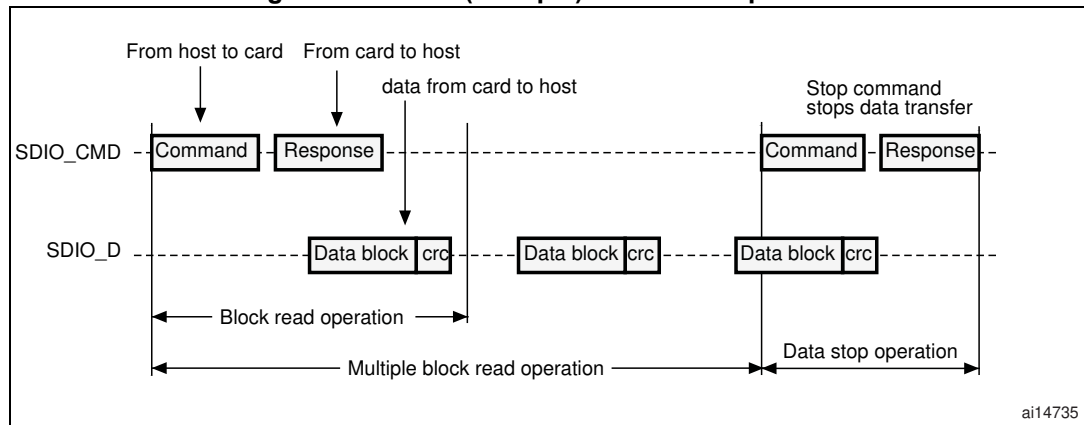 From host to card From card to host
data from card to host
Stop command
stops data transfer
SDIO_CMD Command Response Command Response
SDIO_D Data block crc Data block crc Data block crc
Block read operation
Data stop operation
Multiple block read operation
ai14735